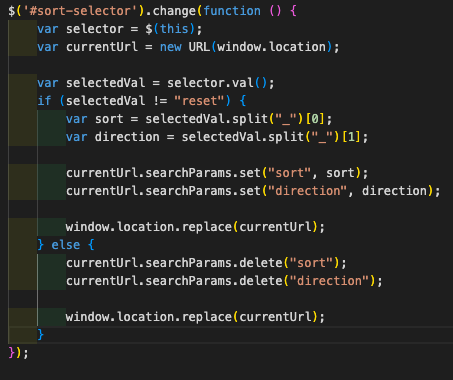 $('#sort-selector').change(function () {
    var selector = $(this);
    var currentUrl = new URL(window.location);

    var selectedVal = selector.val();
    if (selectedVal != "reset") {
        var sort = selectedVal.split("_")[0];
        var direction = selectedVal.split("_")[1];

        currentUrl.searchParams.set("sort", sort);
        currentUrl.searchParams.set("direction", direction);

        window.location.replace(currentUrl);
    } else {
        currentUrl.searchParams.delete("sort");
        currentUrl.searchParams.delete("direction");

        window.location.replace(currentUrl);
    }
});